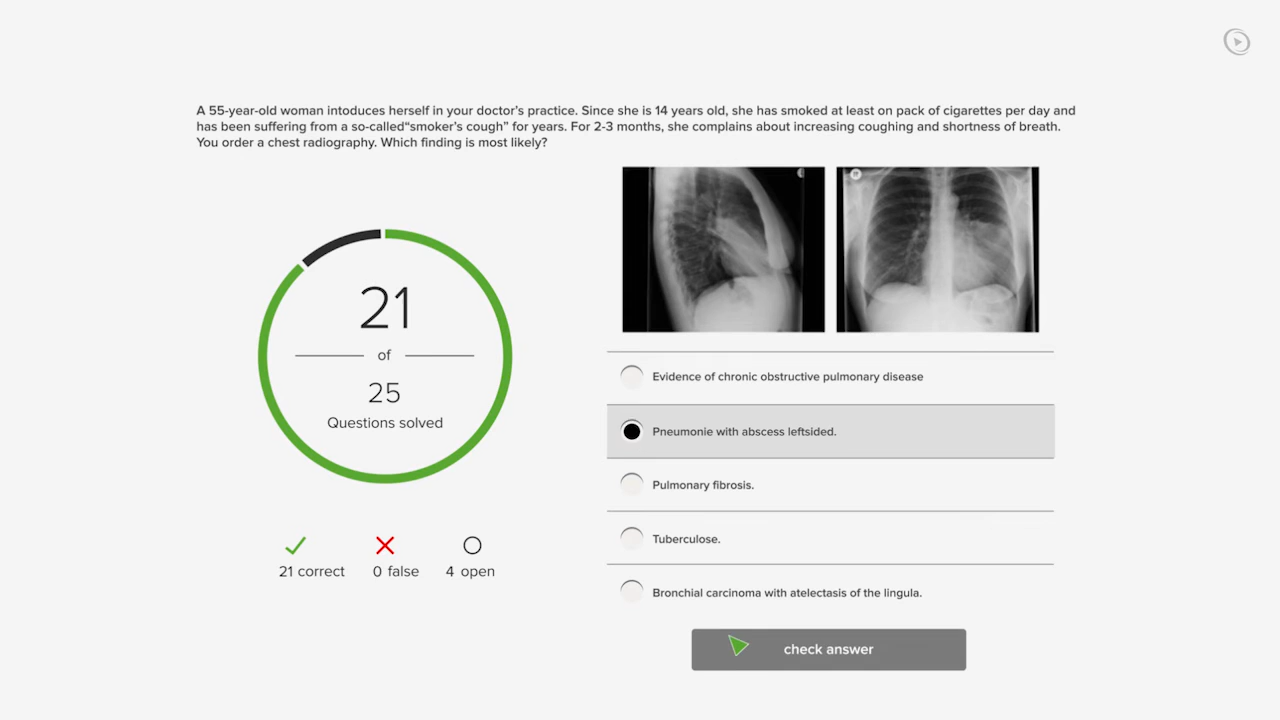 A 55-year-old woman intoduces herself in your doctor's practice. Since she is 14 years old, she has smoked at least on pack of cigarettes per day and
has been suffering from a so-called“smoker's cough” for years. For 2-3 months, she complains about increasing coughing and shortness of breath.
You order a chest radiography. Which finding is most likely?
21
of
25
Questions solved
21 correct
0 false
4 open
Evidence of chronic obstructive pulmonary disease
Pneumonie with abscess leftsided.
Pulmonary fibrosis.
Tuberculose.
Bronchial carcinoma with atelectasis of the lingula.
check answer